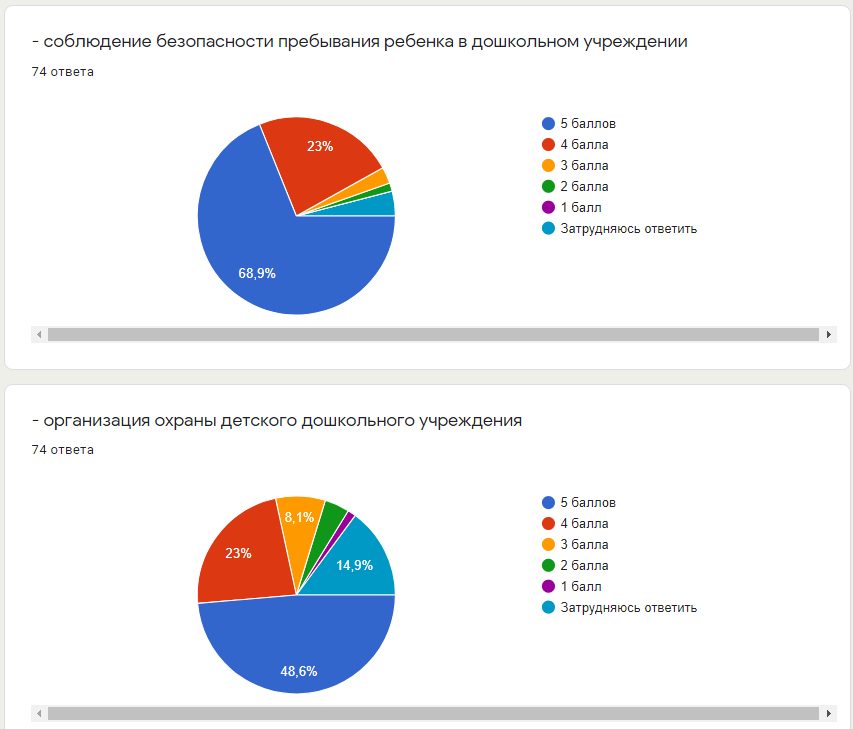 - соблюдение безопасности пребывания ребенка в дошкольном учреждении
74 ответа
23%
68,9%
5 баллов
4 балла
3 балла
2 балла
1 балл
Затрудняюсь ответить
- организация охраны детского дошкольного учреждения
74 ответа
8,1%
23%
14,9%
48,6%
5 баллов
4 балла
3 балла
2 балла
1 балл
Затрудняюсь ответить